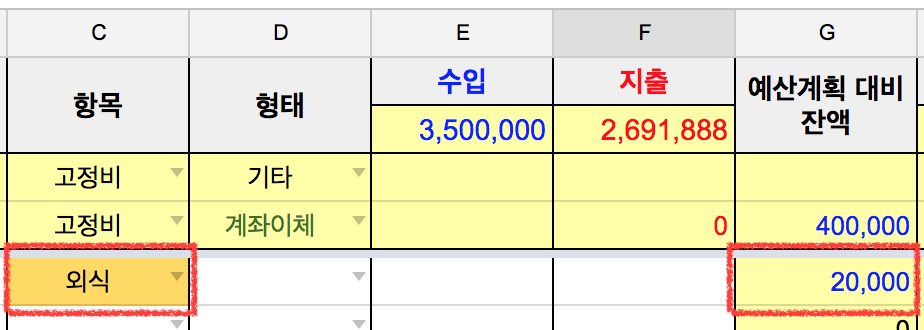 C D E F G
항목 형태 수입 지출 예산계획 대비
잔액
3,500,000 2,691,888
고정비 기타
고정비 계좌이체 0 400,000
외식 20,000
0